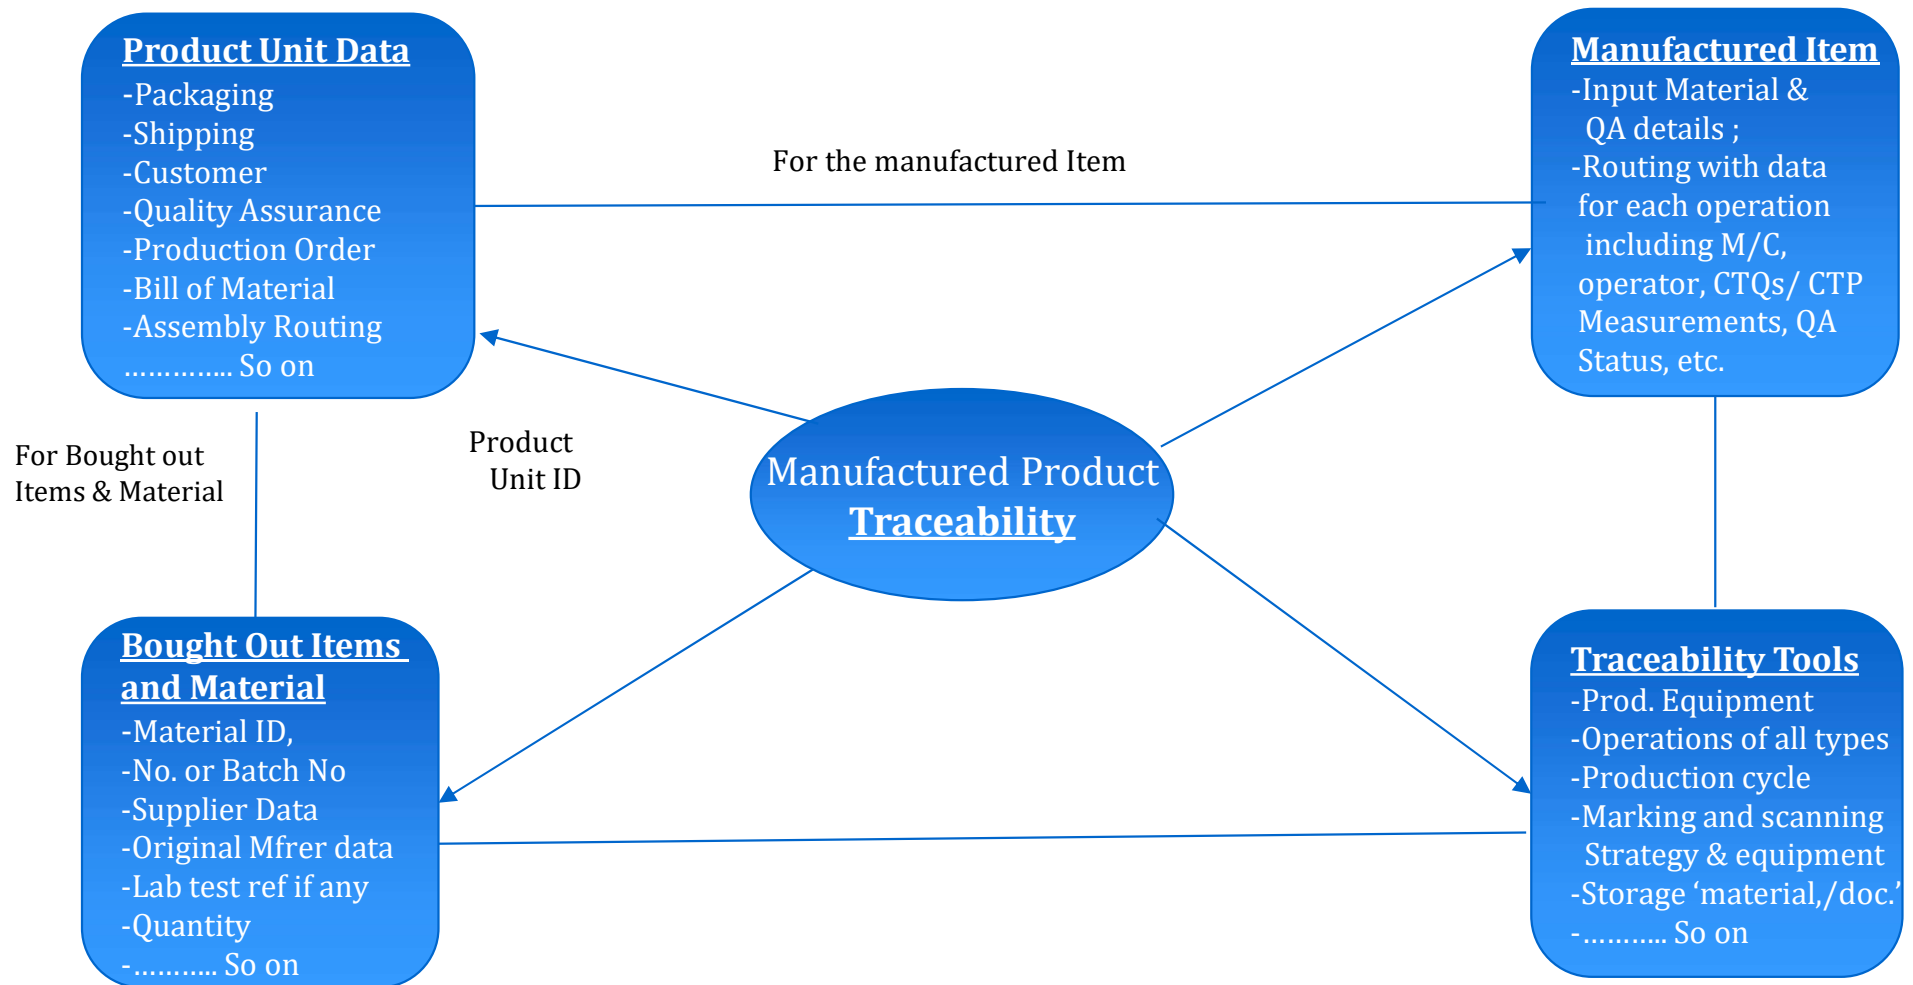 Product Unit Data
-Packaging
-Shipping
-Customer
-Quality Assurance
-Production Order
-Bill of Material
-Assembly Routing
………….. So on
For the manufactured Item
Manufactured Item
-Input Material &
QA details ;
-Routing with data
for each operation
including M/C,
operator, CTQs/ CTP
Measurements, QA
Status, etc.
For Bought out
Items & Material
Product
Unit ID
Manufactured Product
Traceability
Bought Out Items
and Material
-Material ID,
-No. or Batch No
-Supplier Data
-Original Mfrer data
-Lab test ref if any
-Quantity
-……….. So on
Traceability Tools
-Prod. Equipment
-Operations of all types
-Production cycle
-Marking and scanning
Strategy & equipment
-Storage ‘material,/doc.’
-……….. So on